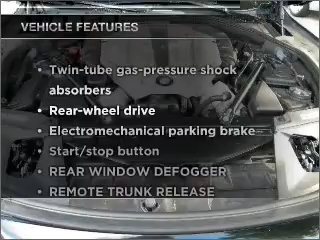 VEHICLE FEATURES
• Twin-tube gas-pressure shock
absorbers
• Rear-wheel drive
• Electromechanical parking brake
• Start/stop button
• REAR WINDOW DEFOGGER
• REMOTE TRUNK RELEASE